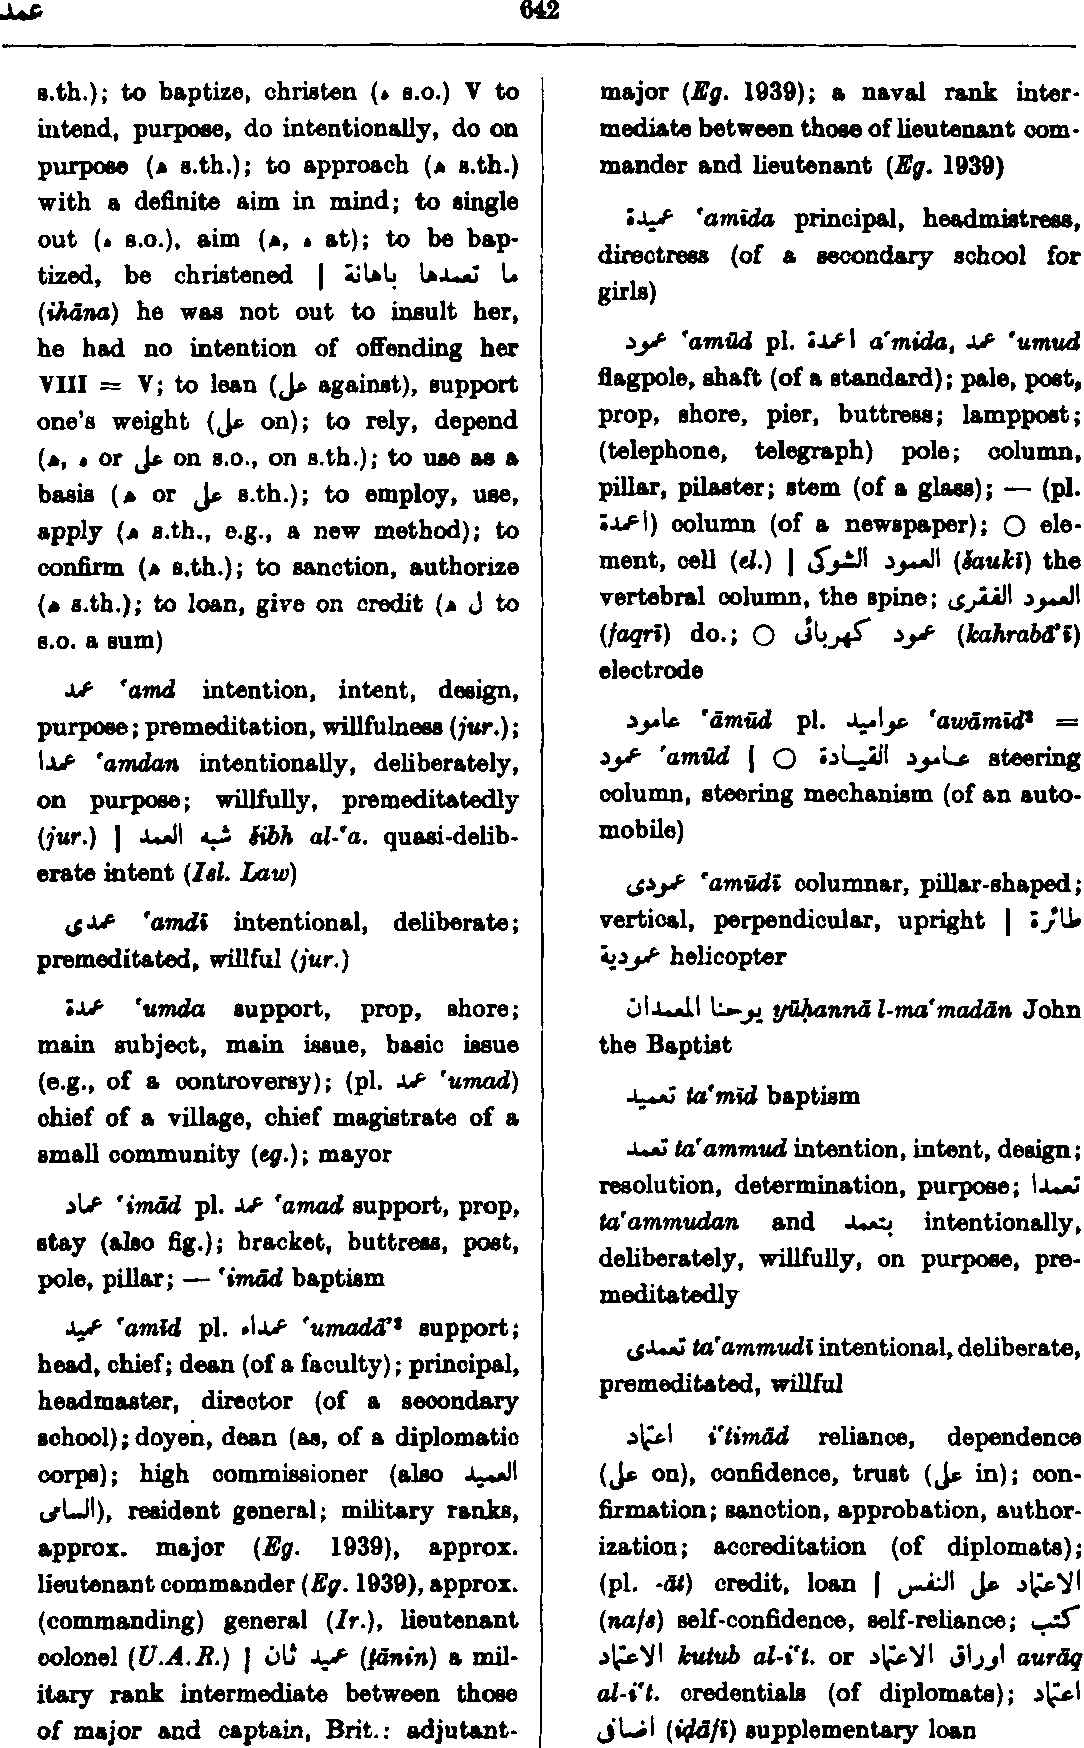 عمد
642
s.th.); to baptize, christen (ه s.o.) V to
intend, purpose, do intentionally, do on
purpose (ﻫ s.th.); to approach (ﻫ s.th.)
with a definite aim in mind; to single
out (ه s.o.), aim (ﻫ, ه at); to be bap-
tized, be christened | ما تعمدها باهانة
(ihāna) he was not out to insult her,
he had no intention of offending her
VIII = V; to lean (على against), support
one's weight (على on); to rely, depend
(ﻫ, ه or على on s.o., on s.th.); to use as a
basis (ﻫ or على s.th.); to employ, use,
apply (ﻫ s.th., e.g., a new method); to
confirm (ﻫ s.th.); to sanction, authorize
(ﻫ s.th.); to loan, give on credit (ﻫ ل to
s.o. a sum)
عمد ‘amd intention, intent, design,
purpose; premeditation, willfulness (jur.);
عمدا ‘amdan intentionally, deliberately,
on purpose; willfully, premeditatedly
(jur.) | شبه العمد šibh al-‘a. quasi-delib-
erate intent (Isl. Law)
عمدى ‘amdī intentional, deliberate;
premeditated, willful (jur.)
عمدة ‘umda support, prop, shore;
main subject, main issue, basic issue
(e.g., of a controversy); (pl. عمد ‘umad)
chief of a village, chief magistrate of a
small community (eg.); mayor
عماد ‘imād pl. عمد ‘amad support, prop,
stay (also fig.); bracket, buttress, post,
pole, pillar; — ‘imād baptism
عميد ‘amīd pl. عمداء ‘umadā’² support;
head, chief; dean (of a faculty); principal,
headmaster, director (of a secondary
school); doyen, dean (as, of a diplomatic
corps); high commissioner (also العميد
السامى), resident general; military ranks,
approx. major (Eg. 1939), approx.
lieutenant commander (Eg. 1939), approx.
(commanding) general (Ir.), lieutenant
colonel (U.A.R.) | عميد ثان (ṯānin) a mil-
itary rank intermediate between those
of major and captain, Brit.: adjutant-
major (Eg. 1939); a naval rank inter-
mediate between those of lieutenant com-
mander and lieutenant (Eg. 1939)
عميدة ‘amīda principal, headmistress,
directress (of a secondary school for
girls)
عمود ‘amūd pl. اعمدة a‘mida, عمد ‘umud
flagpole, shaft (of a standard); pale, post,
prop, shore, pier, buttress; lamppost;
(telephone, telegraph) pole; column,
pillar, pilaster; stem (of a glass); — (pl.
اعمدة) column (of a newspaper); ○ ele-
ment, cell (el.) | العمود الشوكى (šaukī) the
vertebral column, the spine; العمود الفقرى
(faqrī) do.; ○ عمود كهربائى (kahrabā’ī)
electrode
عامود ‘āmūd pl. عواميد ‘awāmīd² =
عمود ‘amūd | ○ عامود القيادة steering
column, steering mechanism (of an auto-
mobile)
عمودى ‘amūdī columnar, pillar-shaped;
vertical, perpendicular, upright | طائرة
عمودية helicopter
يوحنا المعمدان yūḥannā l-ma‘madān John
the Baptist
تعميد ta‘mīd baptism
تعمد ta‘ammud intention, intent, design;
resolution, determination, purpose; تعمدا
ta‘ammudan and بتعمد intentionally,
deliberately, willfully, on purpose, pre-
meditatedly
تعمدى ta‘ammudī intentional, deliberate,
premeditated, willful
اعتماد i‘timād reliance, dependence
(على on), confidence, trust (على in); con-
firmation; sanction, approbation, author-
ization; accreditation (of diplomats);
(pl. -āt) credit, loan | الاعتماد على النفس
(nafs) self-confidence, self-reliance; كتب
الاعتماد kutub al-i‘t. or اوراق الاعتماد aurāq
al-i‘t. credentials (of diplomats); اعتماد
اضافى (iḍāfī) supplementary loan